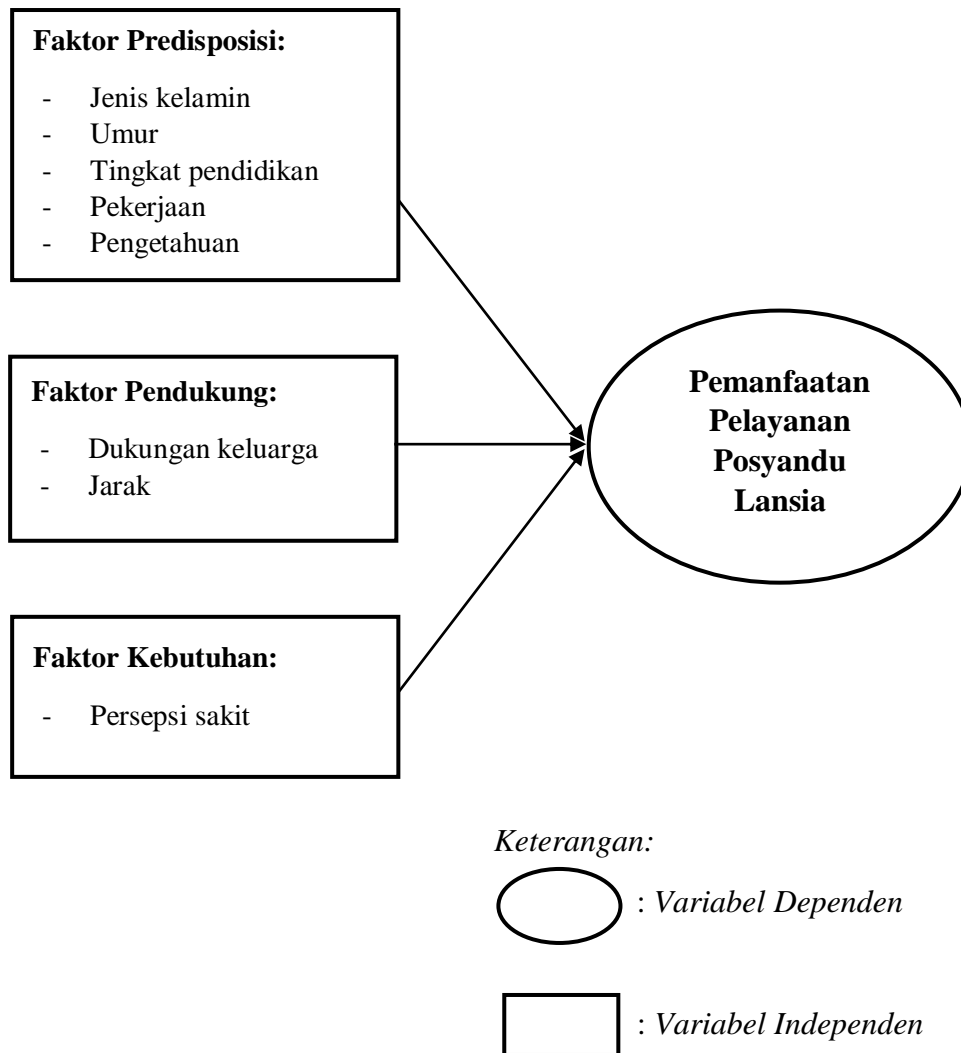 Faktor Predisposisi:
- Jenis kelamin
- Umur
- Tingkat pendidikan
- Pekerjaan
- Pengetahuan
Faktor Pendukung:
- Dukungan keluarga
- Jarak
Faktor Kebutuhan:
- Persepsi sakit
Pemanfaatan
Pelayanan
Posyandu
Lansia
Keterangan:
: Variabel Dependen
: Variabel Independen